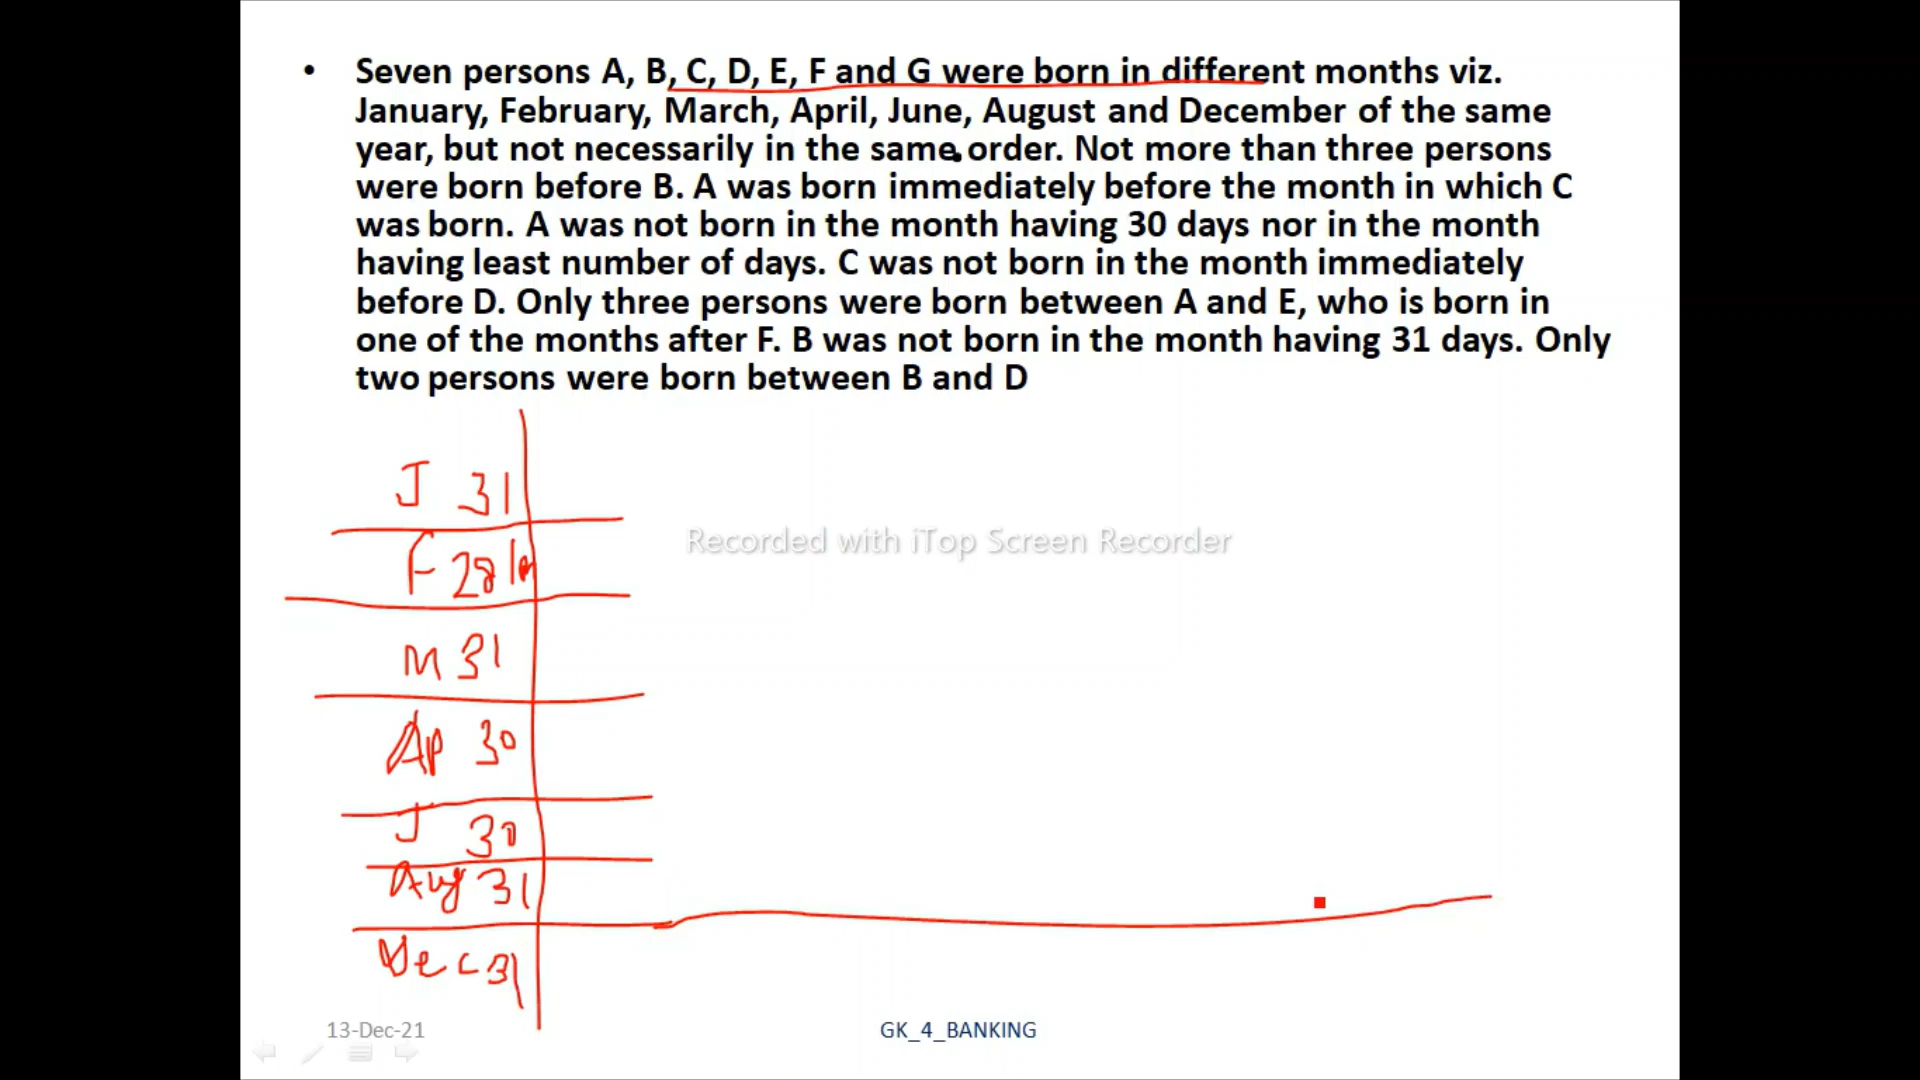 • Seven persons A, B, C, D, E, F and G were born in different months viz.
January, February, March, April, June, August and December of the same
year, but not necessarily in the same order. Not more than three persons
were born before B. A was born immediately before the month in which C
was born. A was not born in the month having 30 days nor in the month
having least number of days. C was not born in the month immediately
before D. Only three persons were born between A and E, who is born in
one of the months after F. B was not born in the month having 31 days. Only
two persons were born between B and D
J 31
Recorded with iTop Screen Recorder
F 28
M 31
Ap 30
J 30
Aug 31
Dec 31
13-Dec-21
GK_4_BANKING